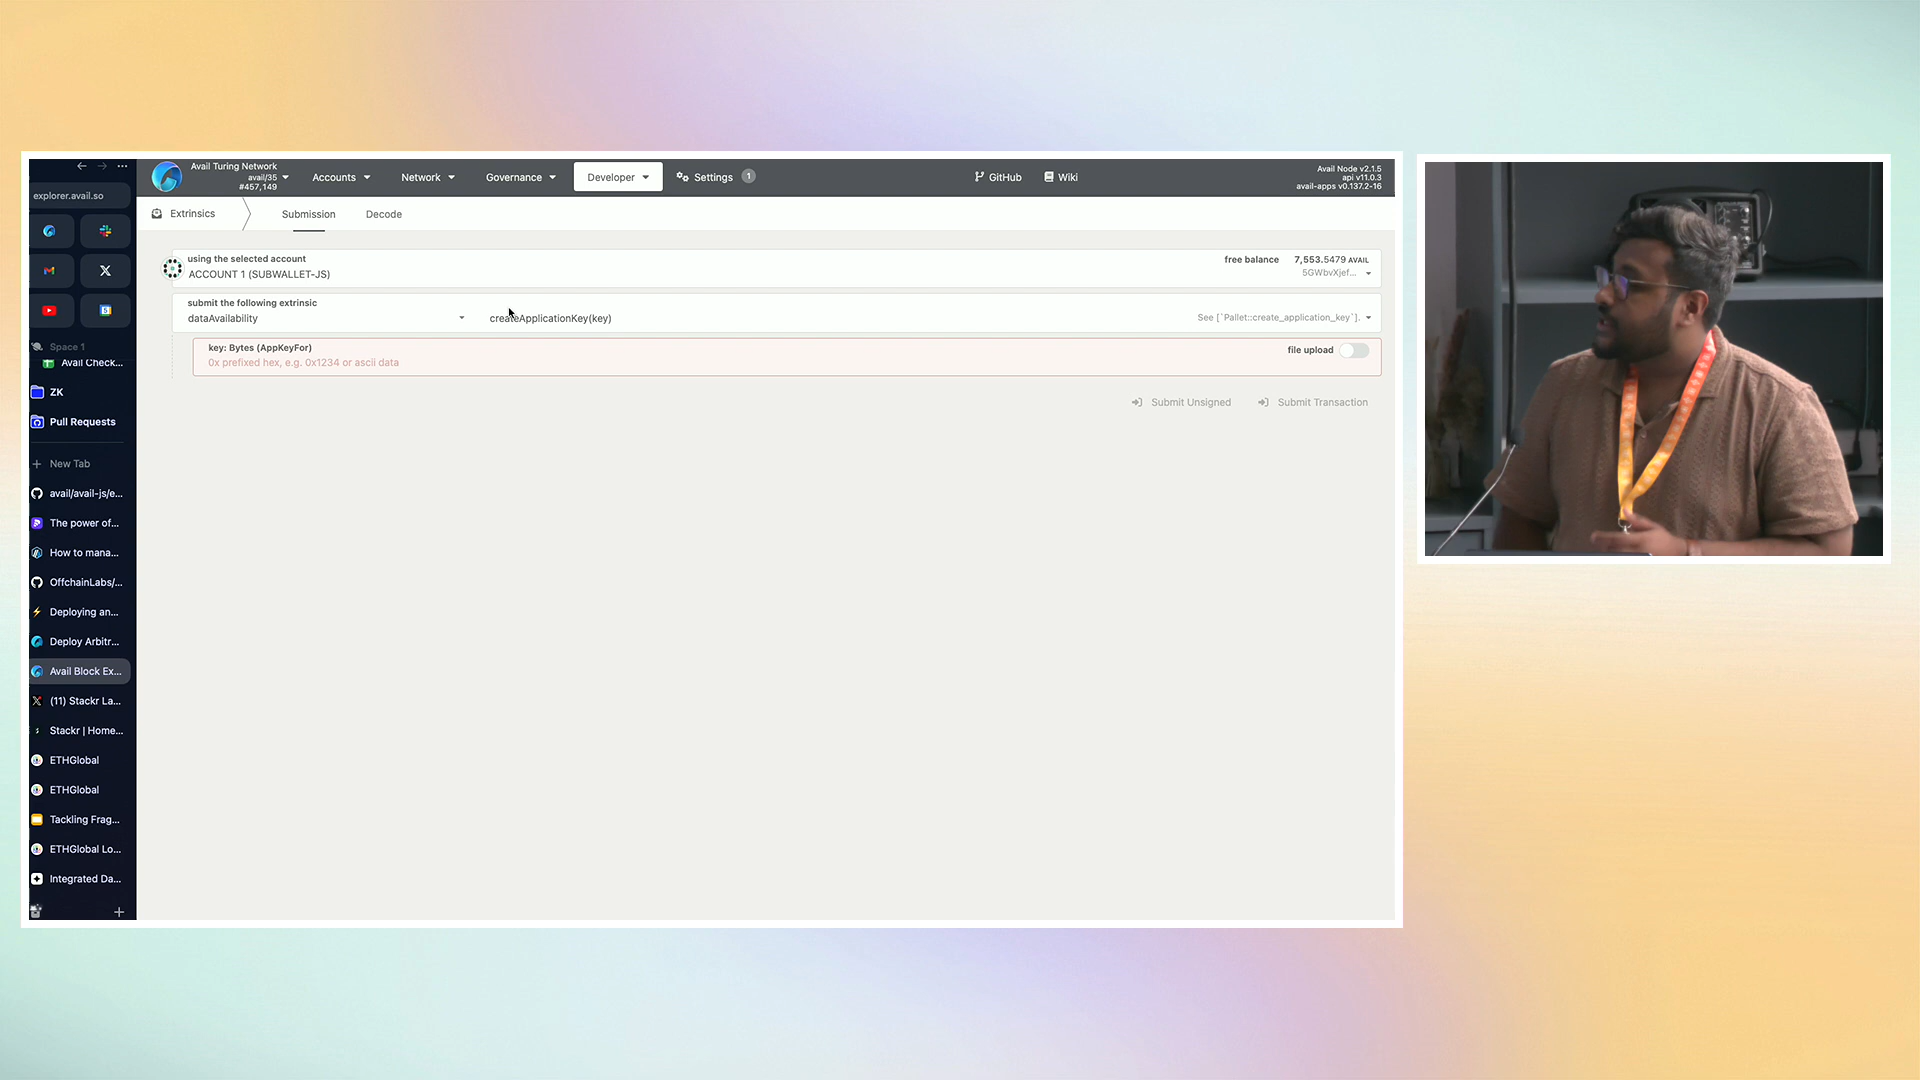 explorer.avail.so
Space 1
Avail Check...
ZK
Pull Requests
New Tab
avail/avail-js/e...
The power of...
How to mana...
OffchainLabs/...
Deploying an...
Deploy Arbitr...
Avail Block Ex...
(11) Stackr La...
Stackr | Home...
ETHGlobal
ETHGlobal
Tackling Frag...
ETHGlobal Lo...
Integrated Da...
Avail Turing Network
avail/35
#457,149
Accounts
Network
Governance
Developer
Settings
1
GitHub
Wiki
Avail Node v2.1.5
api v11.0.3
avail-apps v0.137.2-16
Extrinsics
Submission
Decode
using the selected account
ACCOUNT 1 (SUBWALLET-JS)
free balance
7,553.5479 AVAIL
5GWbvXjef...
submit the following extrinsic
dataAvailability
createApplicationKey(key)
See [`Pallet::create_application_key`].
key: Bytes (AppKeyFor)
0x prefixed hex, e.g. 0x1234 or ascii data
file upload
Submit Unsigned
Submit Transaction